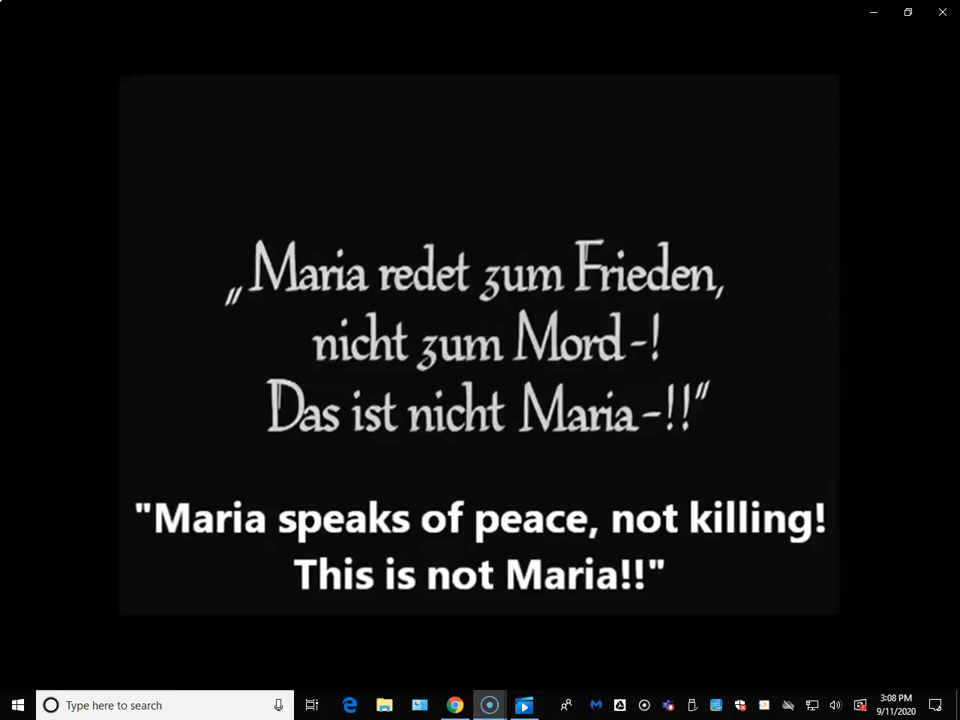 „Maria redet zum Frieden,
nicht zum Mord-!
Das ist nicht Maria-!!"
"Maria speaks of peace, not killing!
This is not Maria!!"
Type here to search
3:08 PM
9/11/2020